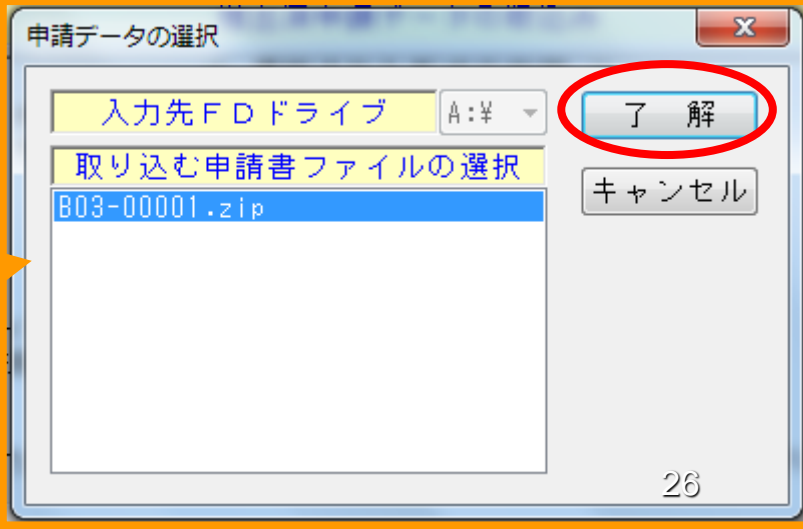 申請データの選択
入力先FDドライブ A:¥ 了 解
取り込む申請書ファイルの選択
キャンセル
B03-00001.zip
26